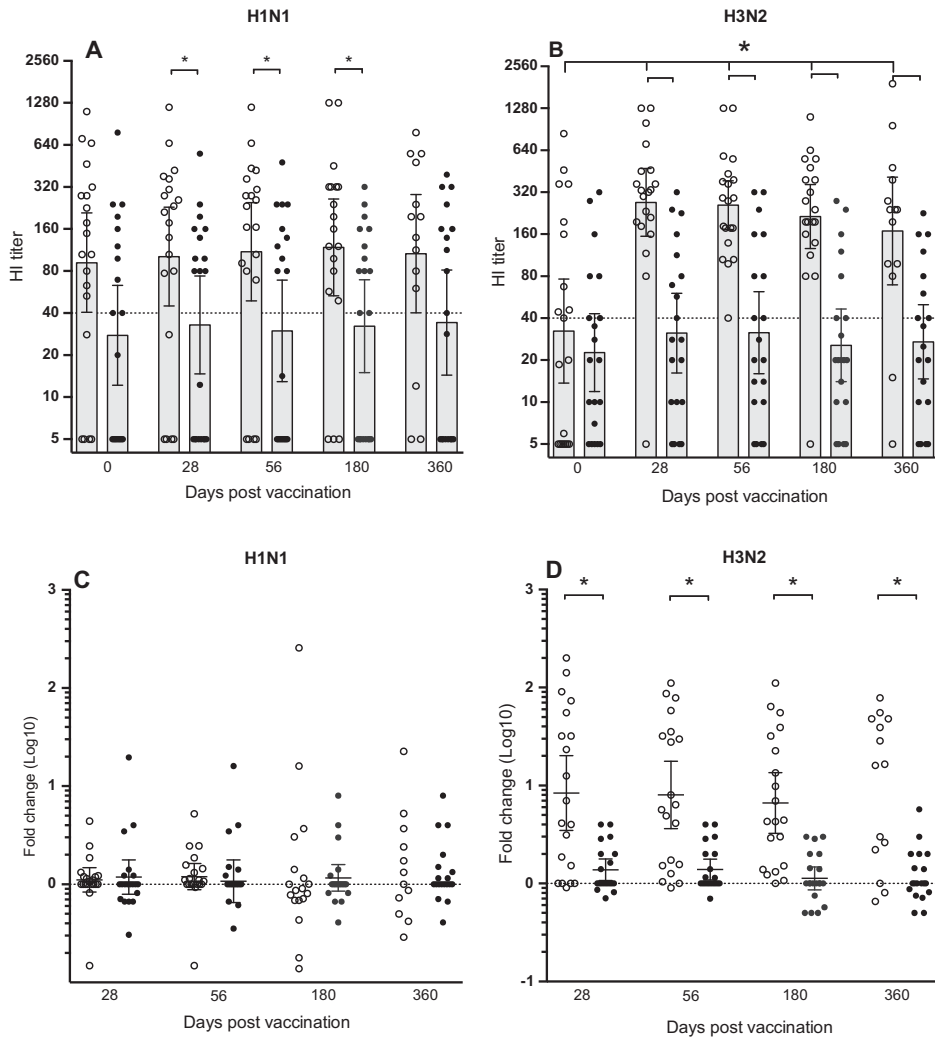 H1N1
A
HI titer
2560
1280
640
320
160
80
40
20
10
5
* * *
0 28 56 180 360
Days post vaccination
H3N2
B
*
HI titer
2560
1280
640
320
160
80
40
20
10
5
0 28 56 180 360
Days post vaccination
H1N1
C
Fold change (Log10)
3
2
1
0
28 56 180 360
Days post vaccination
H3N2
D
* * * *
Fold change (Log10)
3
2
1
0
-1
28 56 180 360
Days post vaccination